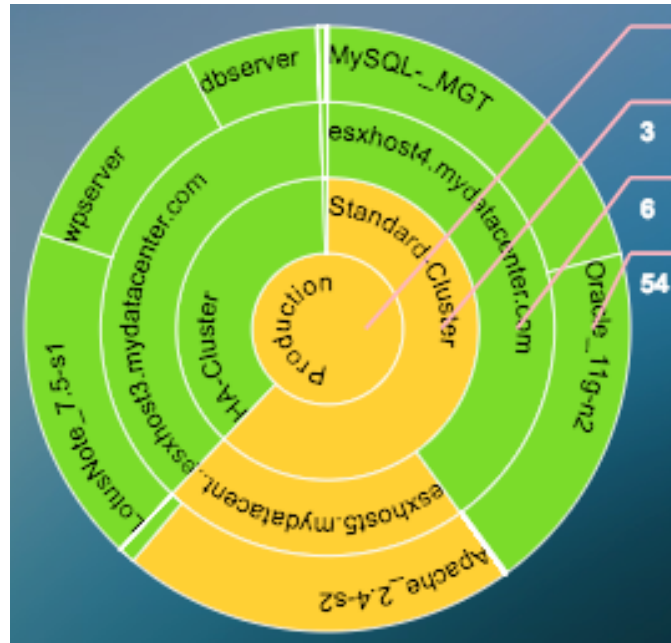 MySQL-_MGT
dbserver
wpserver
LotusNote_7.5-s1
Apache_2.4-s2
Oracle_11g-n2
esxhost4.mydatacenter.com
esxhost3.mydatacenter.com
esxhost5.mydatacent...
Standard-Cluster
HA-Cluster
Production
3
6
54